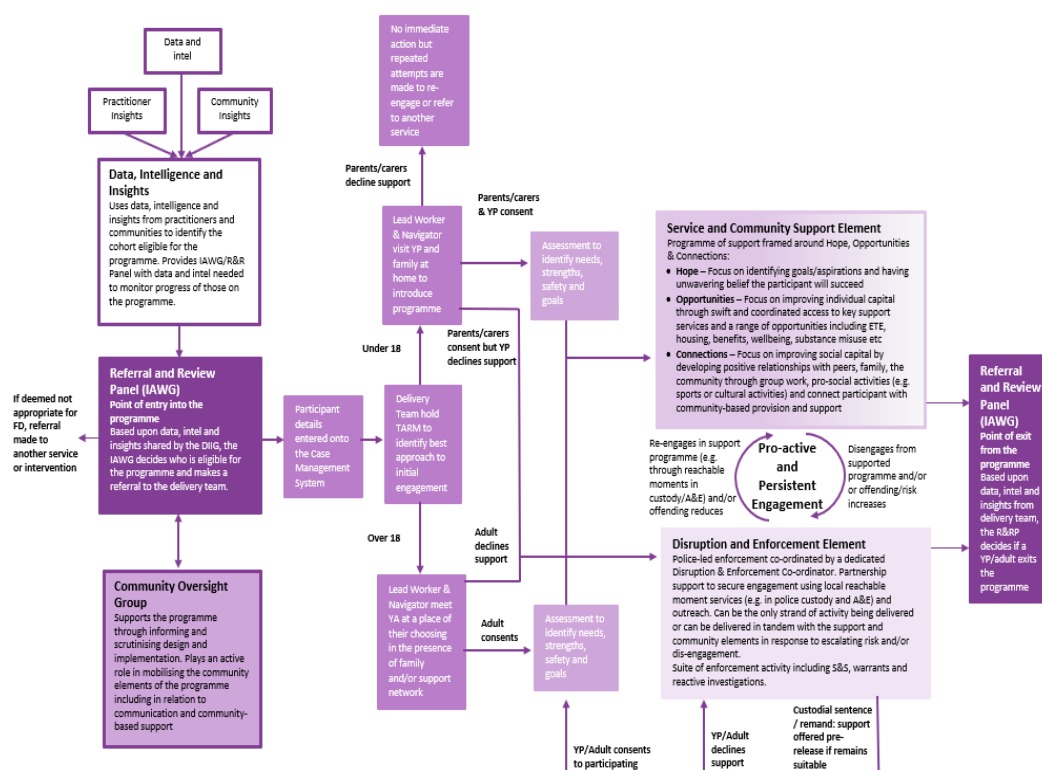 Data and
intel
Practitioner
Insights
Community
Insights
Data, Intelligence and
Insights
Uses data, intelligence and
insights from practitioners and
communities to identify the
cohort eligible for the
programme. Provides IAWG/R&R
Panel with data and intel needed
to monitor progress of those on
the programme.
Referral and Review
Panel (IAWG)
Point of entry into the
programme
Based upon data, intel and
insights shared by the DIIG, the
IAWG decides who is eligible for
the programme and makes a
referral to the delivery team.
If deemed not
appropriate for
FD, referral
made to
another service
or intervention
Community Oversight
Group
Supports the programme
through informing and
scrutinising design and
implementation. Plays an active
role in mobilising the community
elements of the programme
including in relation to
communication and community-
based support
Participant
details
entered onto
the Case
Management
System
Delivery
Team hold
TARM to
identify best
approach to
initial
engagement
Under 18
Over 18
No immediate
action but
repeated
attempts are
made to re-
engage or refer
to another
service
Parents/carers
decline support
Lead Worker
& Navigator
visit YP and
family at
home to
introduce
programme
Parents/carers
& YP consent
Parents/carers
consent but YP
declines support
Assessment to
identify needs,
strengths,
safety and
goals
Lead Worker &
Navigator meet
YA at a place of
their choosing
in the presence
of family
and/or support
network
Adult
declines
support
Adult
consents
Assessment to
identify needs,
strengths,
safety and
goals
Service and Community Support Element
Programme of support framed around Hope, Opportunities
& Connections:
• Hope – Focus on identifying goals/aspirations and having
unwavering belief the participant will succeed
• Opportunities – Focus on improving individual capital
through swift and coordinated access to key support
services and a range of opportunities including ETE,
housing, benefits, wellbeing, substance misuse etc
• Connections – Focus on improving social capital by
developing positive relationships with peers, family, the
community through group work, pro-social activities (e.g.
sports or cultural activities) and connect participant with
community-based provision and support
Re-engages in support
programme (e.g.
through reachable
moments in
custody/A&E) and/or
offending reduces
Pro-active
and
Persistent
Engagement
Disengages from
supported
programme and/or
or offending/risk
increases
Disruption and Enforcement Element
Police-led enforcement co-ordinated by a dedicated
Disruption & Enforcement Co-ordinator. Partnership
support to secure engagement using local reachable
moment services (e.g. in police custody and A&E) and
outreach. Can be the only strand of activity being delivered
or can be delivered in tandem with the support and
community elements in response to escalating risk and/or
dis-engagement.
Suite of enforcement activity including S&S, warrants and
reactive investigations.
Referral
and Review
Panel
(IAWG)
Point of exit
from the
programme
Based upon
data, intel and
insights from
delivery team,
the R&RP
decides if a
YP/adult exits
the
programme
YP/Adult consents
to participating
YP/Adult
declines
support
Custodial sentence
/ remand: support
offered pre-
release if remains
suitable